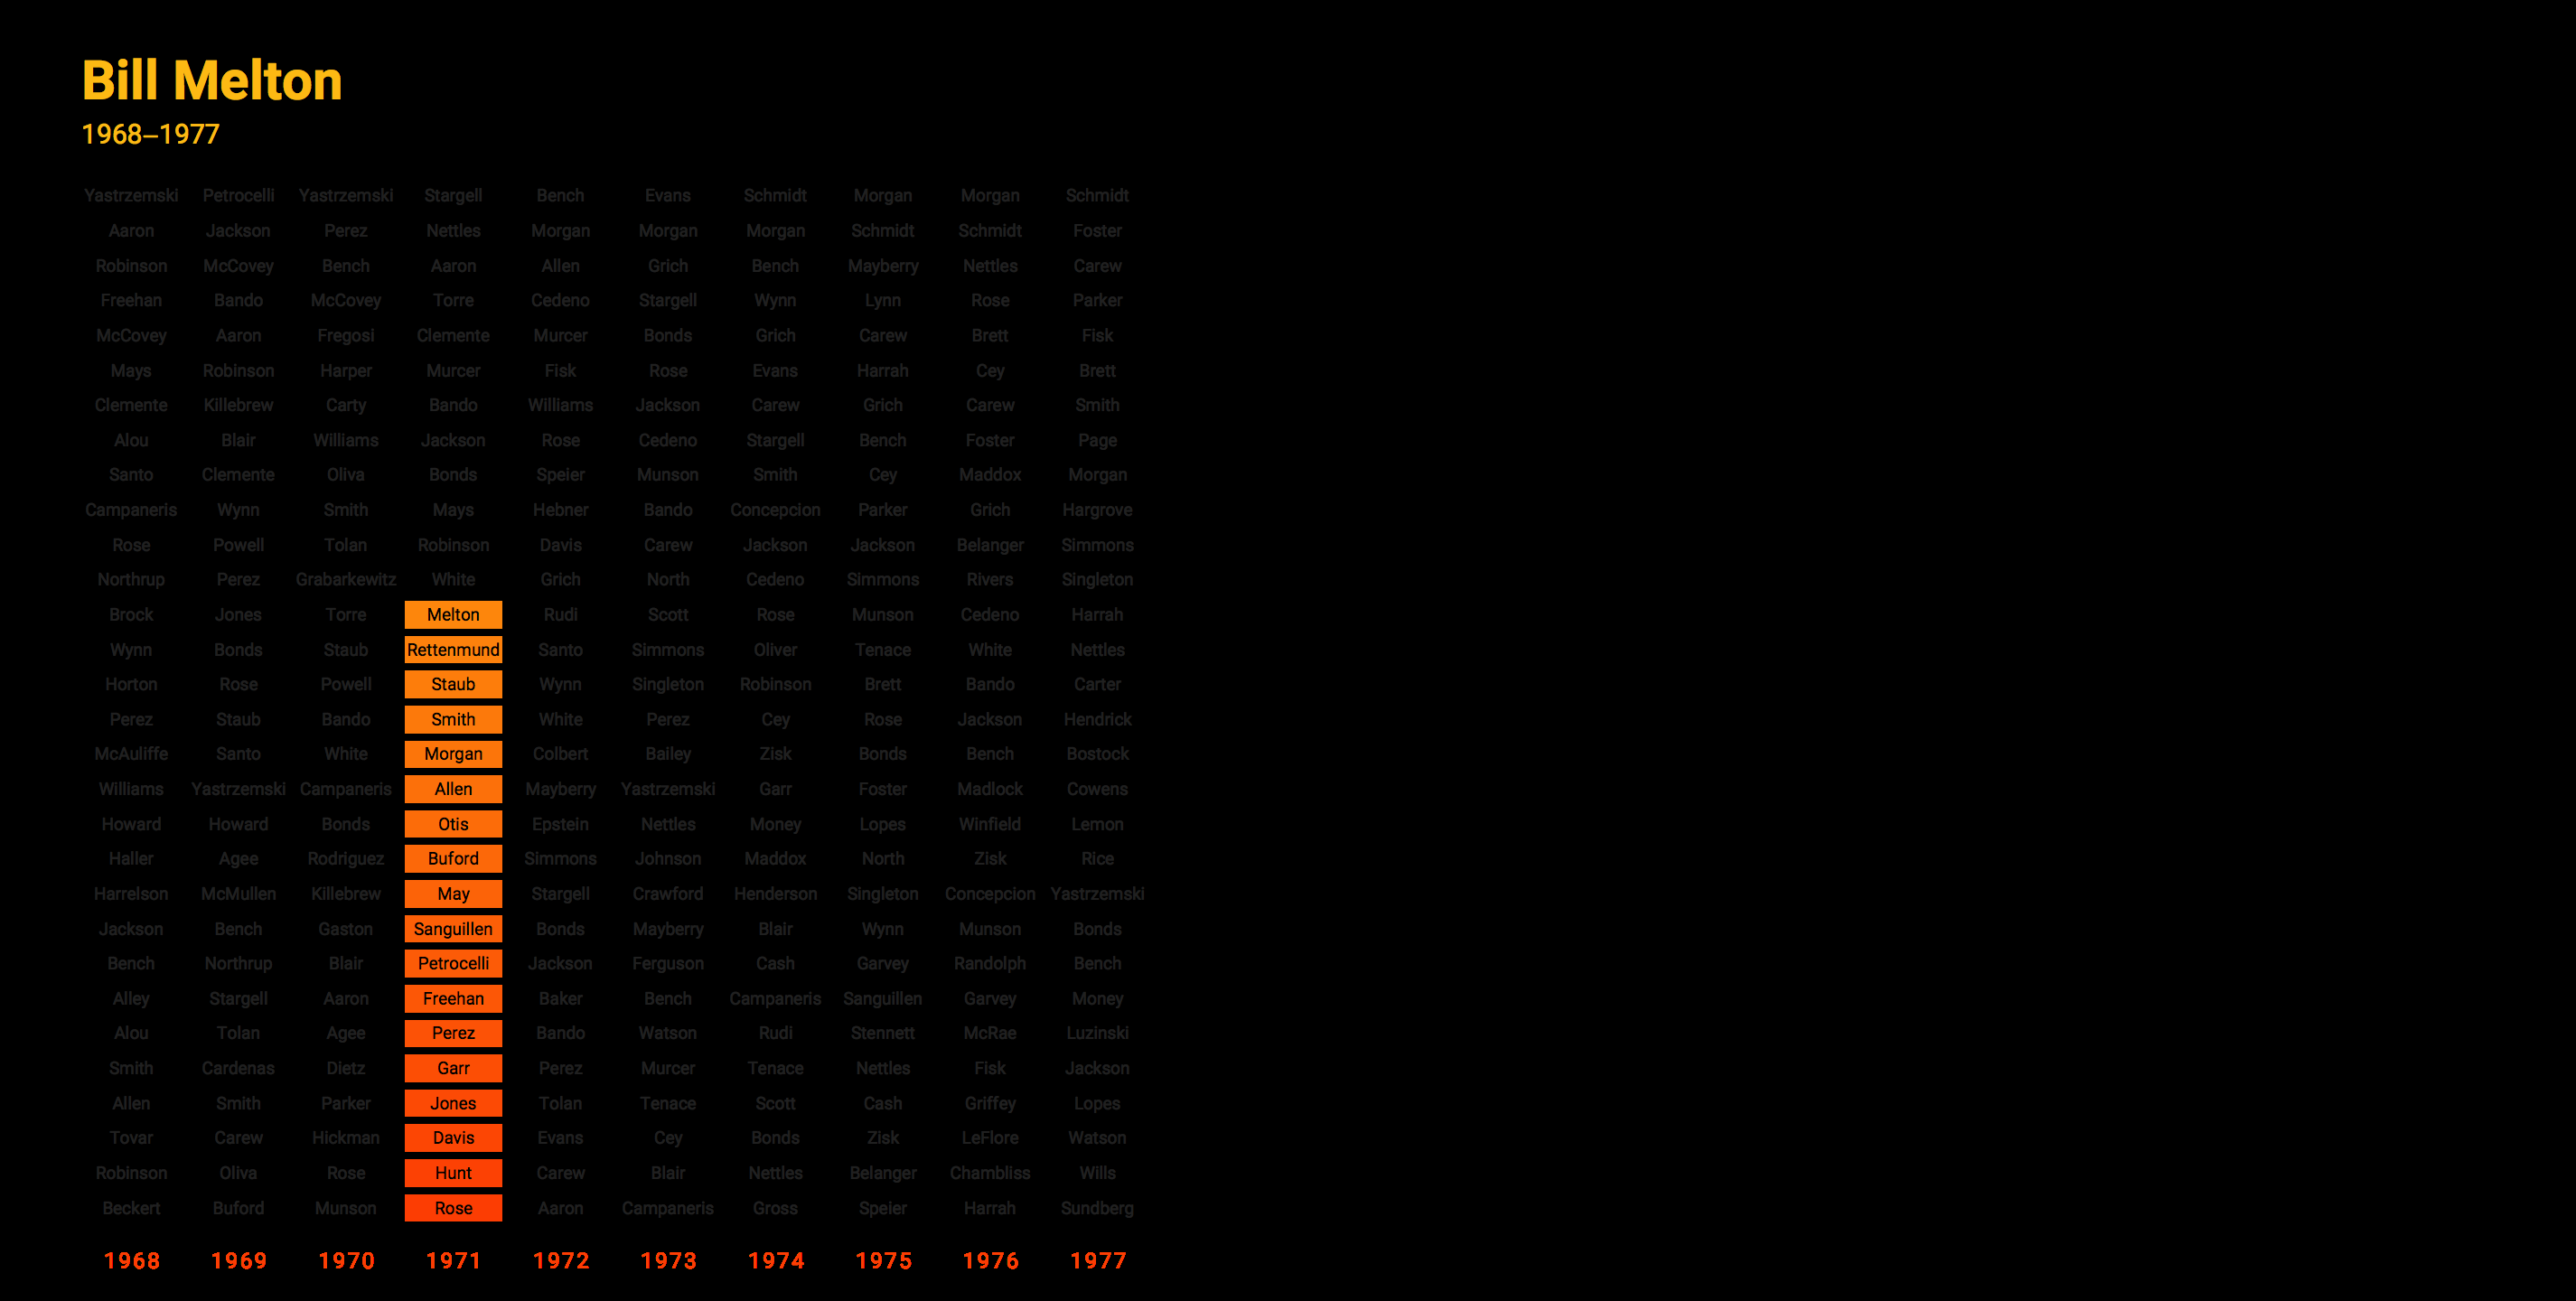 Bill Melton
1968–1977
Yastrzemski Petrocelli Yastrzemski Stargell Bench Evans Schmidt Morgan Morgan Schmidt
Aaron Jackson Perez Nettles Morgan Morgan Morgan Schmidt Schmidt Foster
Robinson McCovey Bench Aaron Allen Grich Bench Mayberry Nettles Carew
Freehan Bando McCovey Torre Cedeno Stargell Wynn Lynn Rose Parker
McCovey Aaron Fregosi Clemente Murcer Bonds Grich Carew Brett Fisk
Mays Robinson Harper Murcer Fisk Rose Evans Harrah Cey Brett
Clemente Killebrew Carty Bando Williams Jackson Carew Grich Carew Smith
Alou Blair Williams Jackson Rose Cedeno Stargell Bench Foster Page
Santo Clemente Oliva Bonds Speier Munson Smith Cey Maddox Morgan
Campaneris Wynn Smith Mays Hebner Bando Concepcion Parker Grich Hargrove
Rose Powell Tolan Robinson Davis Carew Jackson Jackson Belanger Simmons
Northrup Perez Grabarkewitz White Grich North Cedeno Simmons Rivers Singleton
Brock Jones Torre Melton Rudi Scott Rose Munson Cedeno Harrah
Wynn Bonds Staub Rettenmund Santo Simmons Oliver Tenace White Nettles
Horton Rose Powell Staub Wynn Singleton Robinson Brett Bando Carter
Perez Staub Bando Smith White Perez Cey Rose Jackson Hendrick
McAuliffe Santo White Morgan Colbert Bailey Zisk Bonds Bench Bostock
Williams Yastrzemski Campaneris Allen Mayberry Yastrzemski Garr Foster Madlock Cowens
Howard Howard Bonds Otis Epstein Nettles Money Lopes Winfield Lemon
Haller Agee Rodriguez Buford Simmons Johnson Maddox North Zisk Rice
Harrelson McMullen Killebrew May Stargell Crawford Henderson Singleton Concepcion Yastrzemski
Jackson Bench Gaston Sanguillen Bonds Mayberry Blair Wynn Munson Bonds
Bench Northrup Blair Petrocelli Jackson Ferguson Cash Garvey Randolph Bench
Alley Stargell Aaron Freehan Baker Bench Campaneris Sanguillen Garvey Money
Alou Tolan Agee Perez Bando Watson Rudi Stennett McRae Luzinski
Smith Cardenas Dietz Garr Perez Murcer Tenace Nettles Fisk Jackson
Allen Smith Parker Jones Tolan Tenace Scott Cash Griffey Lopes
Tovar Carew Hickman Davis Evans Cey Bonds Zisk LeFlore Watson
Robinson Oliva Rose Hunt Carew Blair Nettles Belanger Chambliss Wills
Beckert Buford Munson Rose Aaron Campaneris Gross Speier Harrah Sundberg
1968 1969 1970 1971 1972 1973 1974 1975 1976 1977